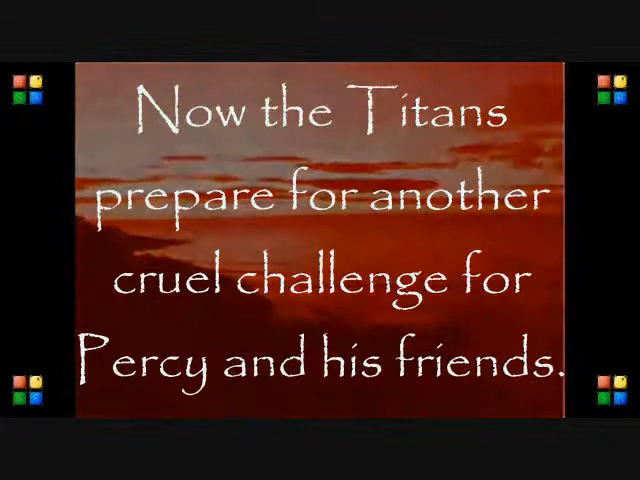 Now the Titans
prepare for another
cruel challenge for
Percy and his friends.